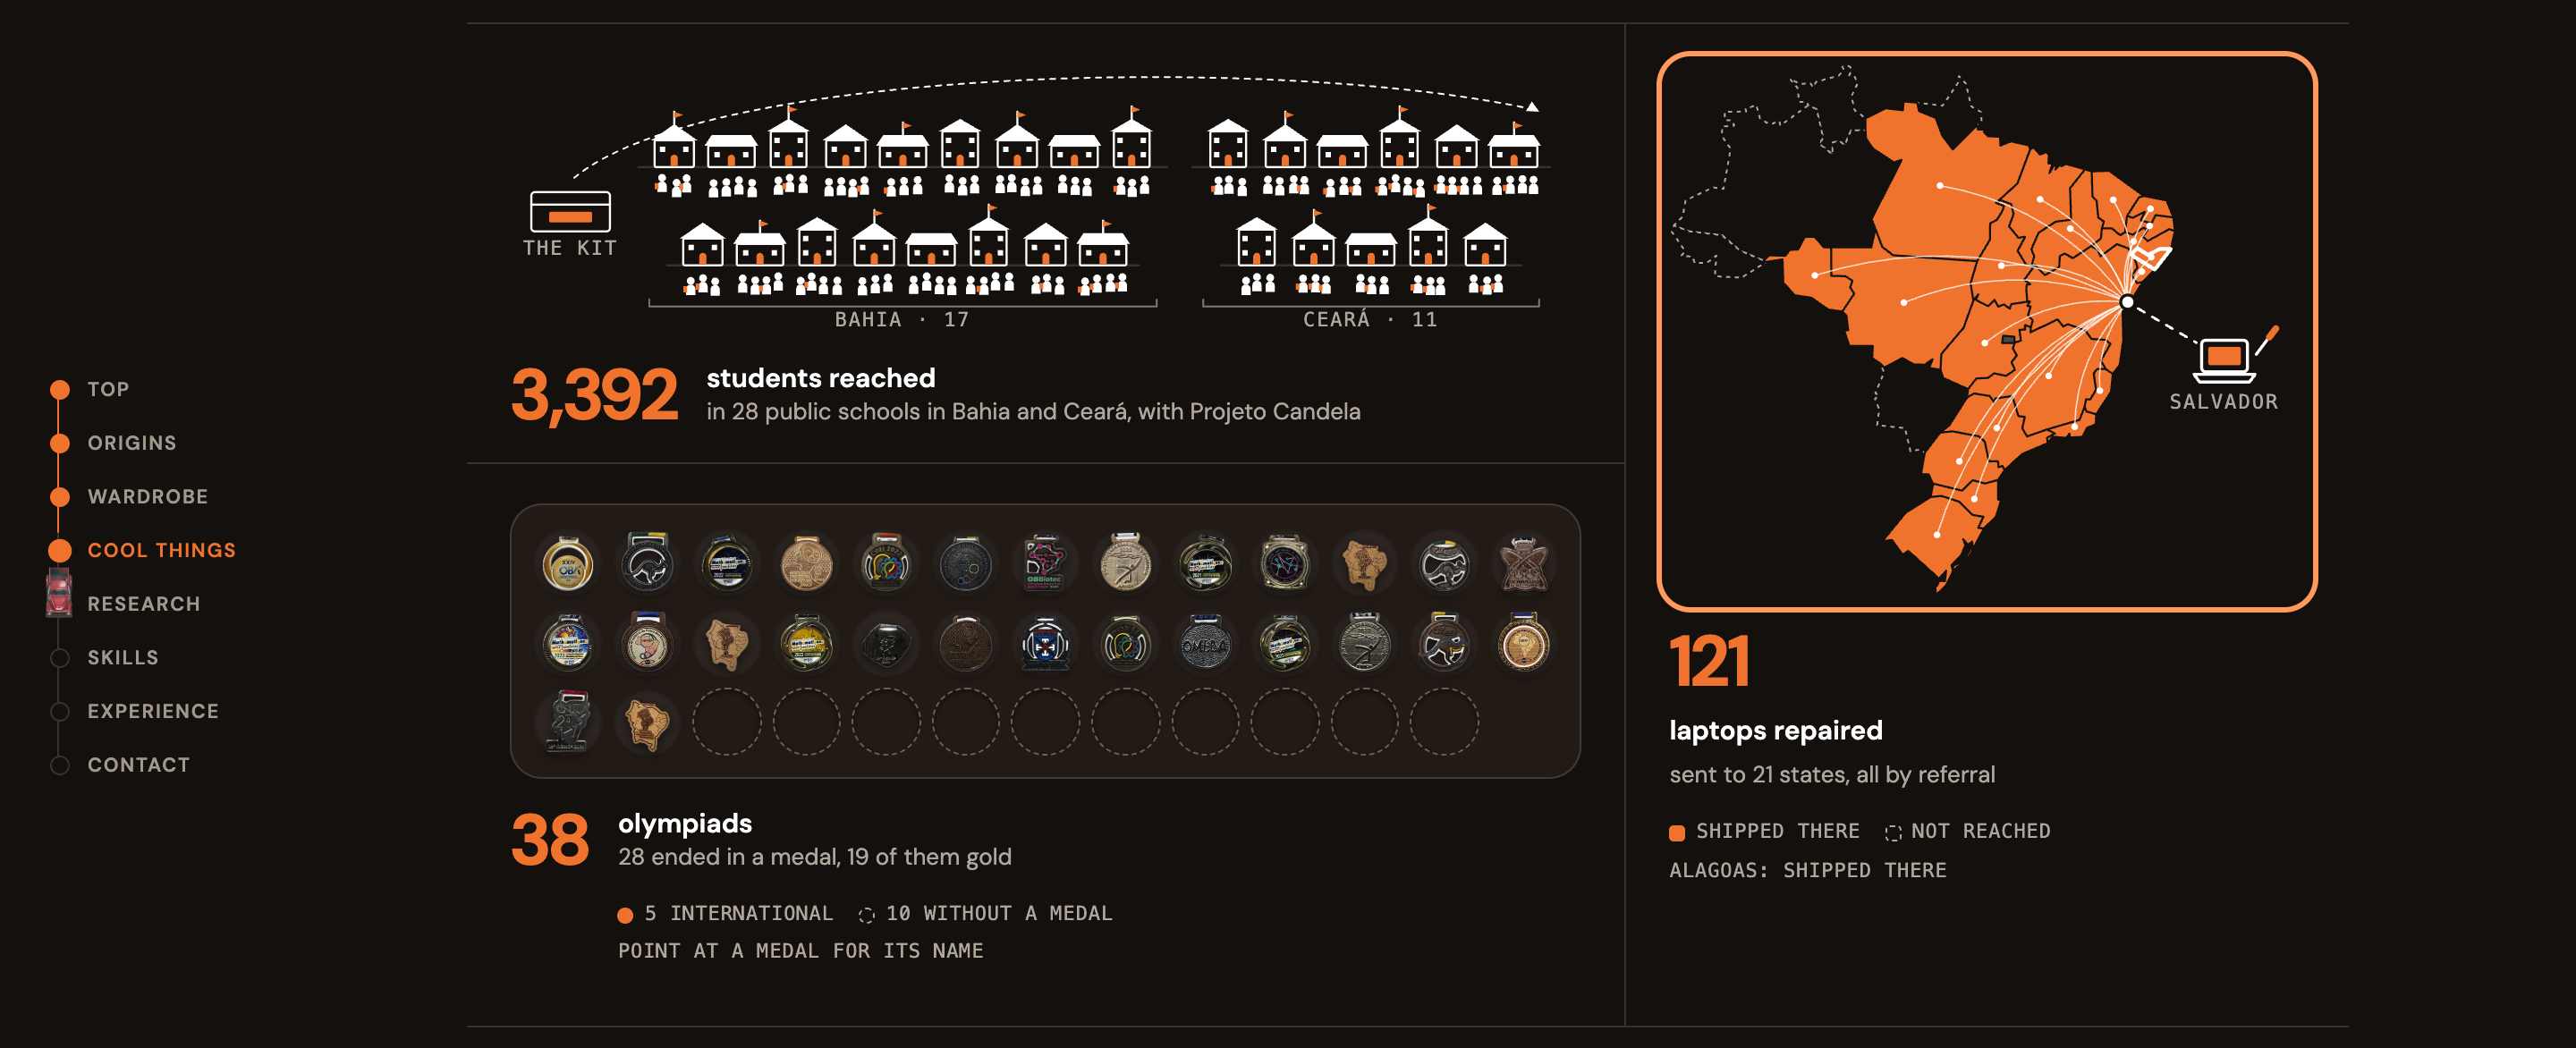 TOP
ORIGINS
WARDROBE
COOL THINGS
RESEARCH
SKILLS
EXPERIENCE
CONTACT
THE KIT
BAHIA · 17
CEARÁ · 11
3,392
students reached
in 28 public schools in Bahia and Ceará, with Projeto Candela
38
olympiads
28 ended in a medal, 19 of them gold
5 INTERNATIONAL
10 WITHOUT A MEDAL
POINT AT A MEDAL FOR ITS NAME
SALVADOR
121
laptops repaired
sent to 21 states, all by referral
SHIPPED THERE
NOT REACHED
ALAGOAS: SHIPPED THERE